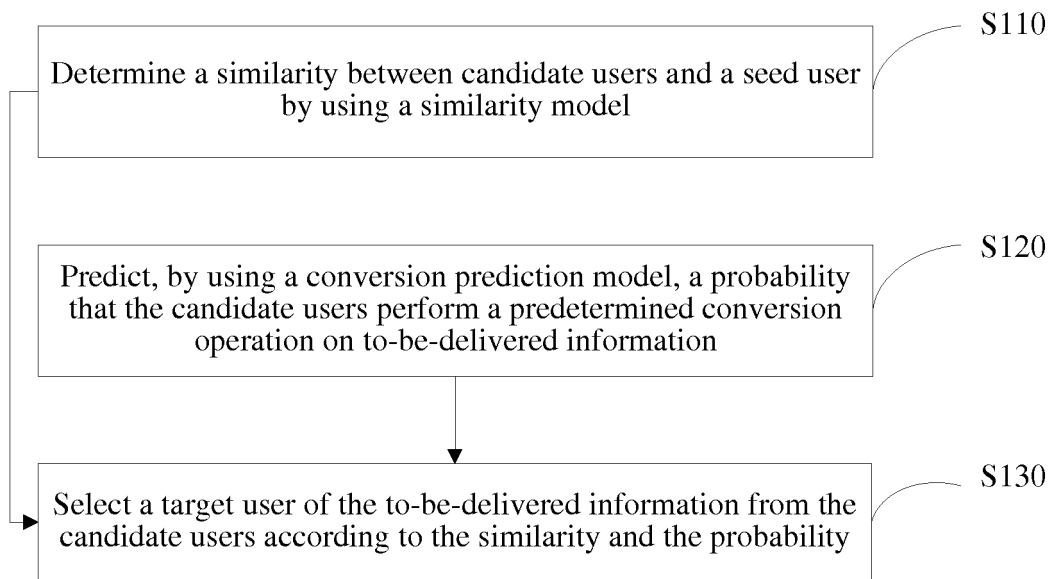 S110
Determine a similarity between candidate users and a seed user
by using a similarity model
S120
Predict, by using a conversion prediction model, a probability
that the candidate users perform a predetermined conversion
operation on to-be-delivered information
S130
Select a target user of the to-be-delivered information from the
candidate users according to the similarity and the probability